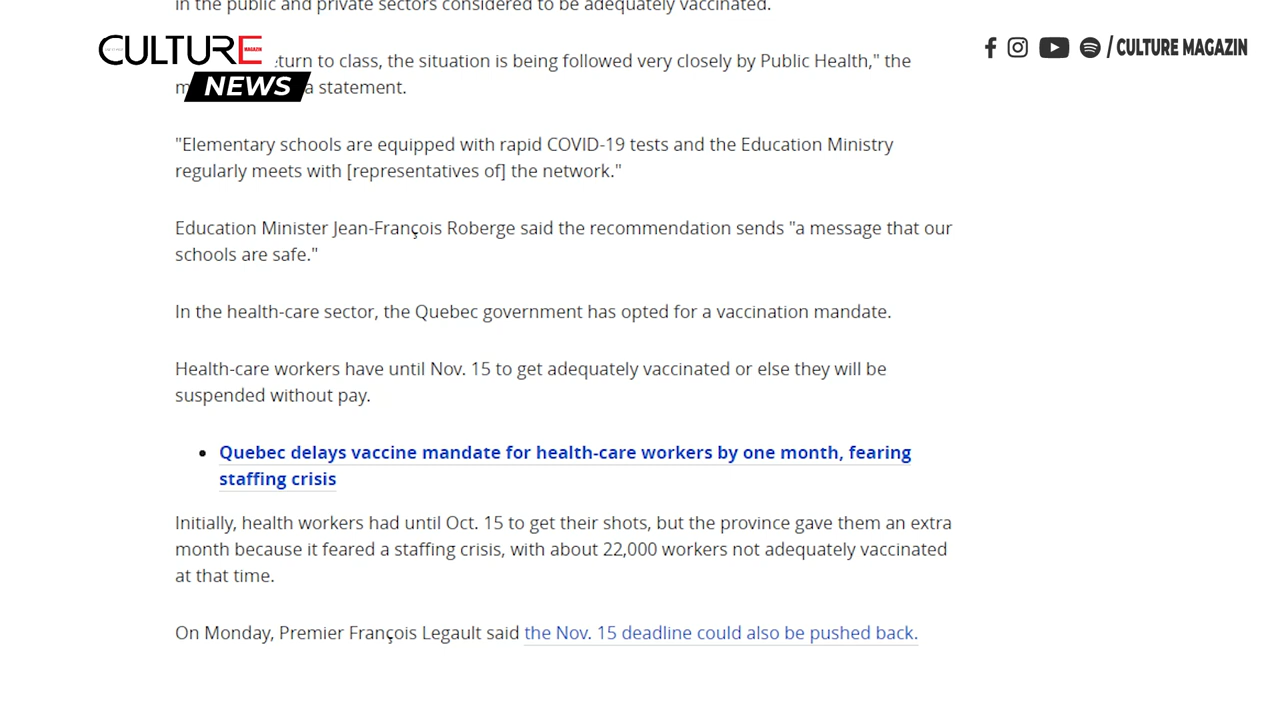 in the public and private sectors considered to be adequately vaccinated.
CULTURE
MAGAZIN
NEWS
/ CULTURE MAGAZIN
turn to class, the situation is being followed very closely by Public Health," the
a statement.
"Elementary schools are equipped with rapid COVID-19 tests and the Education Ministry
regularly meets with [representatives of] the network."
Education Minister Jean-François Roberge said the recommendation sends "a message that our
schools are safe."
In the health-care sector, the Quebec government has opted for a vaccination mandate.
Health-care workers have until Nov. 15 to get adequately vaccinated or else they will be
suspended without pay.
• Quebec delays vaccine mandate for health-care workers by one month, fearing
staffing crisis
Initially, health workers had until Oct. 15 to get their shots, but the province gave them an extra
month because it feared a staffing crisis, with about 22,000 workers not adequately vaccinated
at that time.
On Monday, Premier François Legault said the Nov. 15 deadline could also be pushed back.